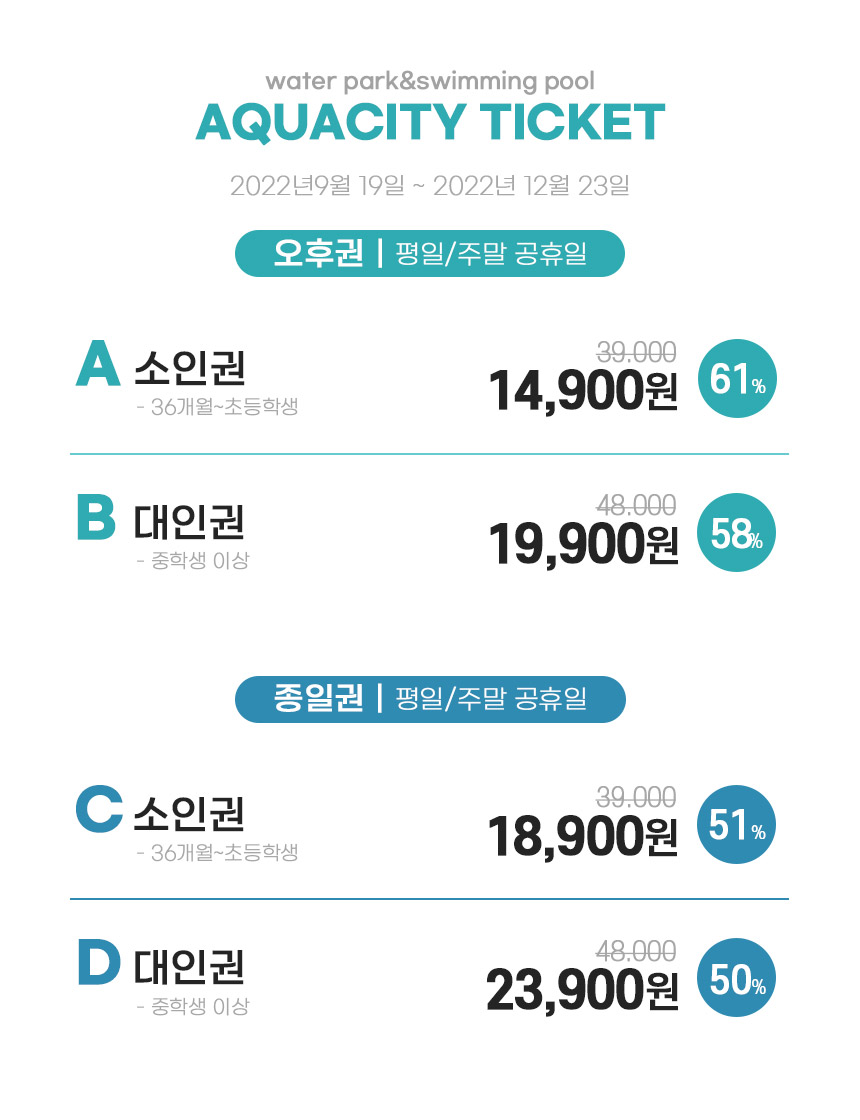 water park&swimming pool
AQUACITY TICKET
2022년9월 19일 ~ 2022년 12월 23일
오후권 | 평일/주말 공휴일
A 소인권
- 36개월~초등학생
39.000
14,900원
61%
B 대인권
- 중학생 이상
48.000
19,900원
58%
종일권 | 평일/주말 공휴일
C 소인권
- 36개월~초등학생
39.000
18,900원
51%
D 대인권
- 중학생 이상
48.000
23,900원
50%